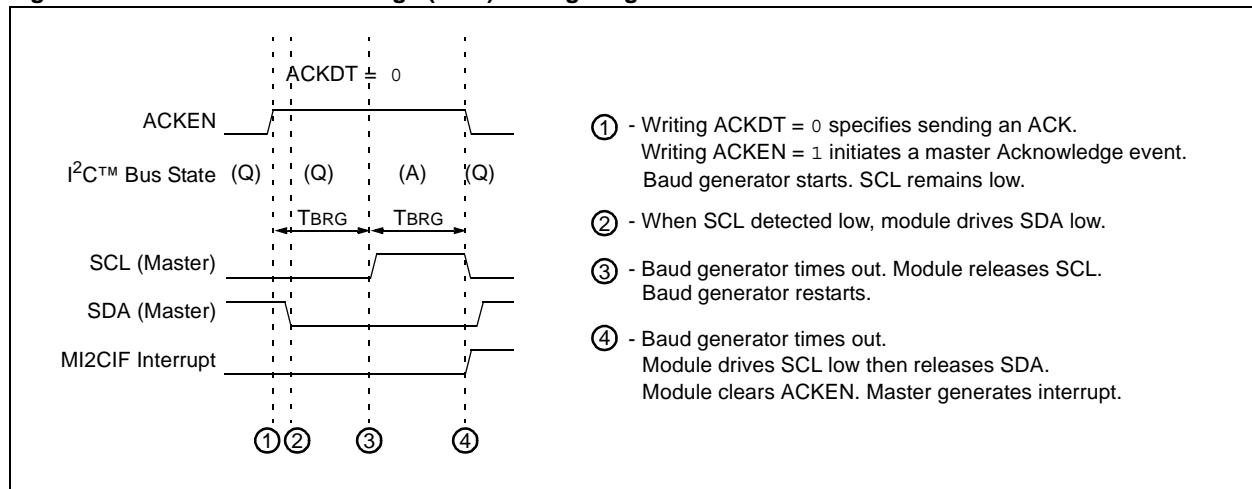 ACKDT = 0
ACKEN
I²C™ Bus State (Q) (Q) (A) (Q)
TBRG TBRG
SCL (Master)
SDA (Master)
MI2CIF Interrupt
① ② ③ ④
① - Writing ACKDT = 0 specifies sending an ACK.
Writing ACKEN = 1 initiates a master Acknowledge event.
Baud generator starts. SCL remains low.
② - When SCL detected low, module drives SDA low.
③ - Baud generator times out. Module releases SCL.
Baud generator restarts.
④ - Baud generator times out.
Module drives SCL low then releases SDA.
Module clears ACKEN. Master generates interrupt.